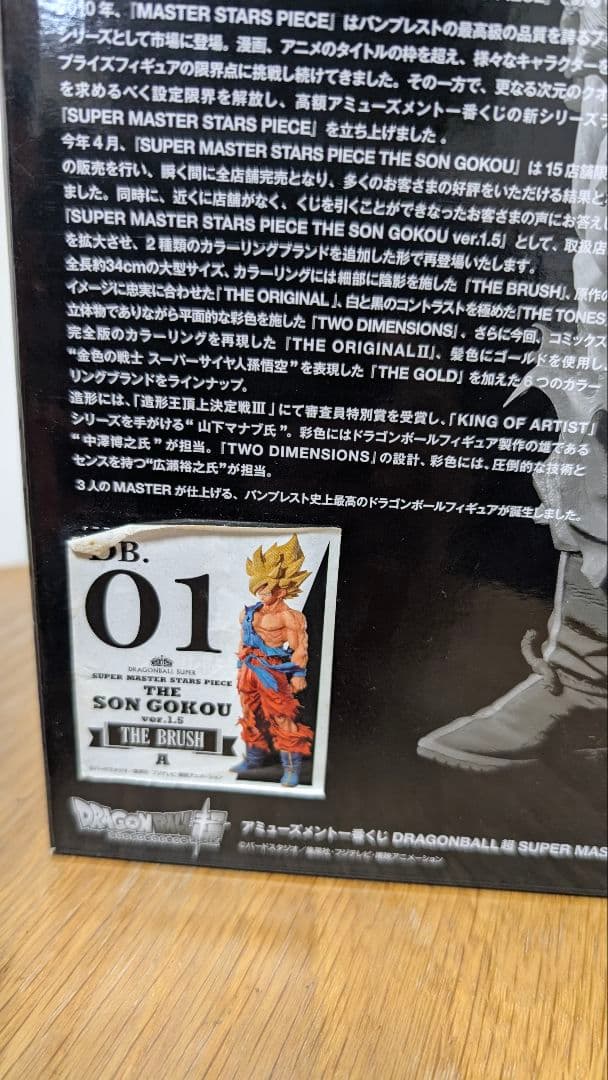 『MASTER STARS PIECE』はバンプレストの最高級の品質を誇る
シリーズとして市場に登場。漫画、アニメのタイトルの枠を超え、様々なキャラクターを
プライズフィギュアの限界点に挑戦し続けてきました。その一方で、更なる次元のクオ
を求めるべく設定限界を解放し、高額アミューズメント一番くじの新シリーズ
『SUPER MASTER STARS PIECE』を立ち上げました。
今年4月、『SUPER MASTER STARS PIECE THE SON GOKOU』は15店舗限
の販売を行い、瞬く間に全店舗完売となり、多くのお客さまの好評をいただける結果と
ました。同時に、近くに店舗がなく、くじを引くことができなったお客さまの声にお答えし
『SUPER MASTER STARS PIECE THE SON GOKOU ver.1.5』として、取扱店
を拡大させ、2種類のカラーリングブランドを追加した形で再登場いたします。
全長約34cmの大型サイズ、カラーリングには細部に陰影を施した『THE BRUSH』、原作の
イメージに忠実に合わせた『THE ORIGINAL』、白と黒のコントラストを極めた『THE TONES
立体物でありながら平面的な彩色を施した『TWO DIMENSIONS』、さらに今回、コミックス
完全版のカラーリングを再現した『THE ORIGINALⅡ』、髪色にゴールドを使用し、
“金色の戦士 スーパーサイヤ人孫悟空”を表現した『THE GOLD』を加えた6つのカラー
リングブランドをラインナップ。
造形には、「造形王頂上決定戦Ⅲ」にて審査員特別賞を受賞し、「KING OF ARTIST」
シリーズを手がける“山下マナブ氏”。彩色にはドラゴンボールフィギュア製作の雄である
“中澤博之氏”が担当。『TWO DIMENSIONS』の設計、彩色には、圧倒的な技術と
センスを持つ“広瀬裕之氏”が担当。
3人のMASTERが仕上げる、バンプレスト史上最高のドラゴンボールフィギュアが誕生しました。
DB.
01
DRAGONBALL SUPER
SUPER MASTER STARS PIECE
THE
SON GOKOU
ver.1.5
THE BRUSH
A
©バードスタジオ/集英社・フジテレビ・東映アニメーション
DRAGONBALL超
アミューズメント一番くじ DRAGONBALL超 SUPER MAS
©バードスタジオ/集英社・フジテレビ・東映アニメーション